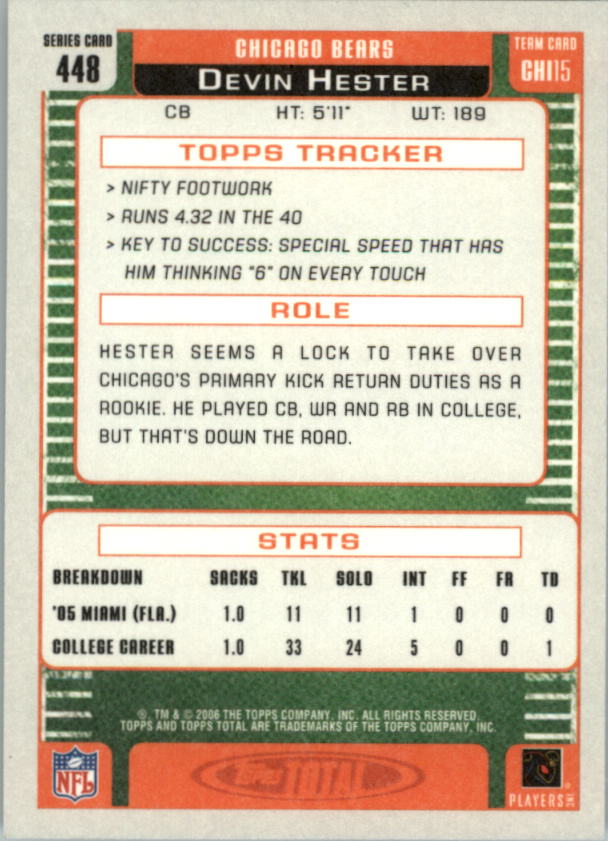 SERIES CARD
448
CHICAGO BEARS
DEVIN HESTER
TEAM CARD
CHI15
CB HT: 5'11" WT: 189
TOPPS TRACKER
> NIFTY FOOTWORK
> RUNS 4.32 IN THE 40
> KEY TO SUCCESS: SPECIAL SPEED THAT HAS
HIM THINKING "6" ON EVERY TOUCH
ROLE
HESTER SEEMS A LOCK TO TAKE OVER
CHICAGO'S PRIMARY KICK RETURN DUTIES AS A
ROOKIE. HE PLAYED CB, WR AND RB IN COLLEGE,
BUT THAT'S DOWN THE ROAD.
STATS
BREAKDOWN SACKS TKL SOLO INT FF FR TD
'05 MIAMI (FLA.) 1.0 11 11 1 0 0 0
COLLEGE CAREER 1.0 33 24 5 0 0 1
®, TM & © 2006 THE TOPPS COMPANY, INC. ALL RIGHTS RESERVED.
TOPPS AND TOPPS TOTAL ARE TRADEMARKS OF THE TOPPS COMPANY, INC.
NFL
Topps TOTAL
PLAYERS INC